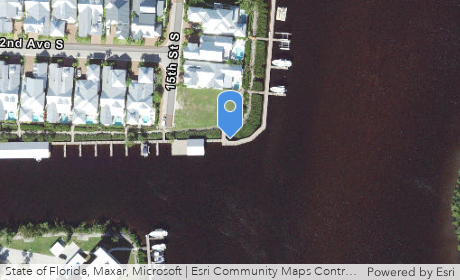 2nd Ave S
15th St S
State of Florida, Maxar, Microsoft | Esri Community Maps Contr... Powered by Esri